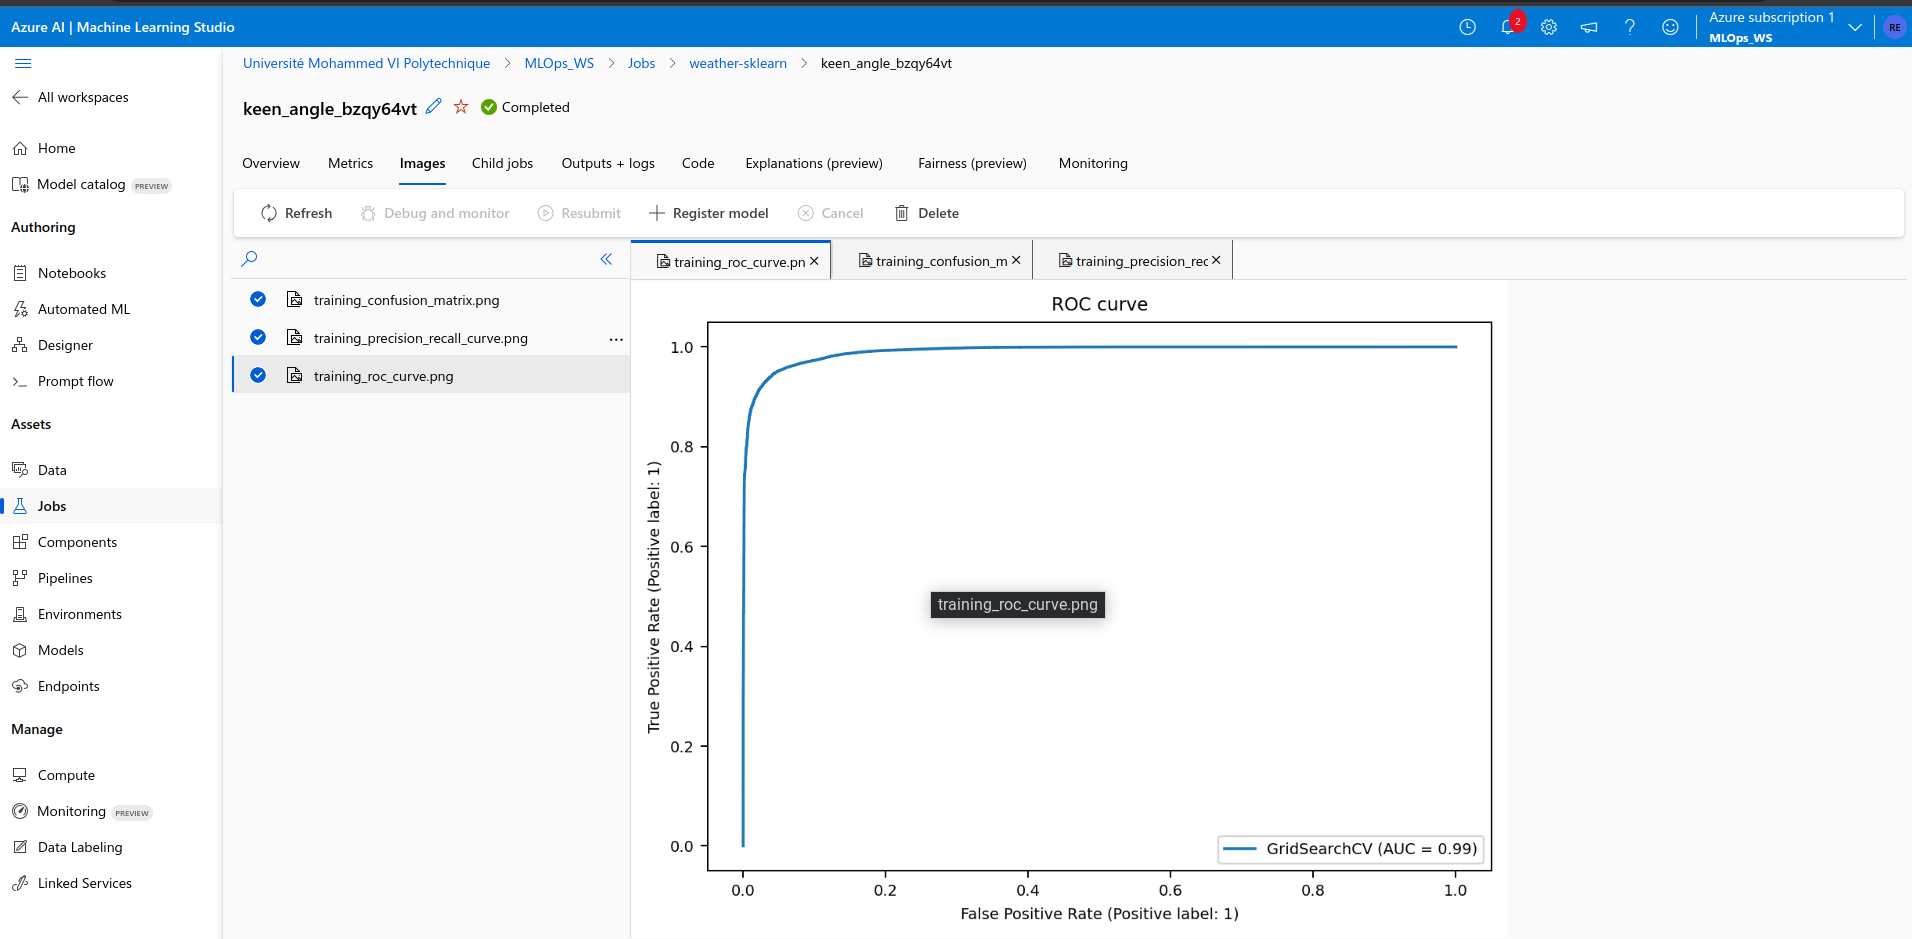 Azure AI | Machine Learning Studio
2
Azure subscription 1
MLOps_WS
RE
All workspaces
Home
Model catalog PREVIEW
Authoring
Notebooks
Automated ML
Designer
Prompt flow
Assets
Data
Jobs
Components
Pipelines
Environments
Models
Endpoints
Manage
Compute
Monitoring PREVIEW
Data Labeling
Linked Services
Université Mohammed VI Polytechnique > MLOps_WS > Jobs > weather-sklearn > keen_angle_bzqy64vt
keen_angle_bzqy64vt Completed
Overview Metrics Images Child jobs Outputs + logs Code Explanations (preview) Fairness (preview) Monitoring
Refresh Debug and monitor Resubmit Register model Cancel Delete
training_confusion_matrix.png
training_precision_recall_curve.png ...
training_roc_curve.png
training_roc_curve.pn training_confusion_m training_precision_rec
ROC curve
1.0
0.8
0.6
0.4
0.2
0.0
True Positive Rate (Positive label: 1)
training_roc_curve.png
GridSearchCV (AUC = 0.99)
0.0 0.2 0.4 0.6 0.8 1.0
False Positive Rate (Positive label: 1)